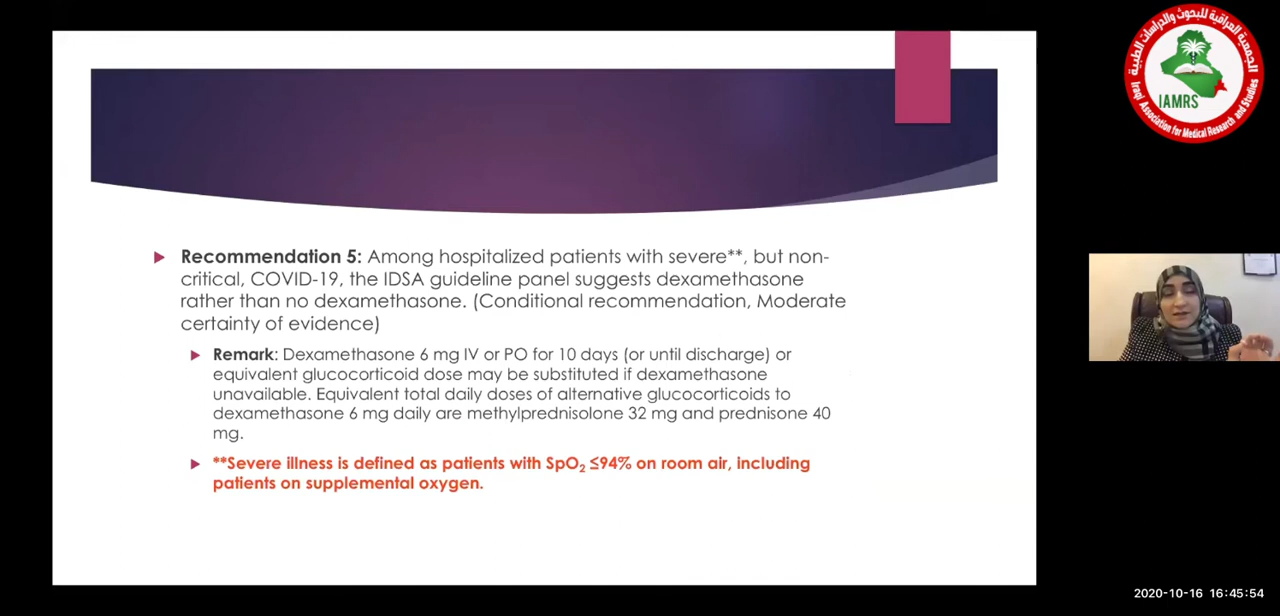 الجمعية العراقية للبحوث والدراسات الطبية
IAMRS
Iraqi Association for Medical Research and Studies
Recommendation 5: Among hospitalized patients with severe**, but non-
critical, COVID-19, the IDSA guideline panel suggests dexamethasone
rather than no dexamethasone. (Conditional recommendation, Moderate
certainty of evidence)
Remark: Dexamethasone 6 mg IV or PO for 10 days (or until discharge) or
equivalent glucocorticoid dose may be substituted if dexamethasone
unavailable. Equivalent total daily doses of alternative glucocorticoids to
dexamethasone 6 mg daily are methylprednisolone 32 mg and prednisone 40
mg.
**Severe illness is defined as patients with SpO₂ ≤94% on room air, including
patients on supplemental oxygen.
2020-10-16 16:45:54